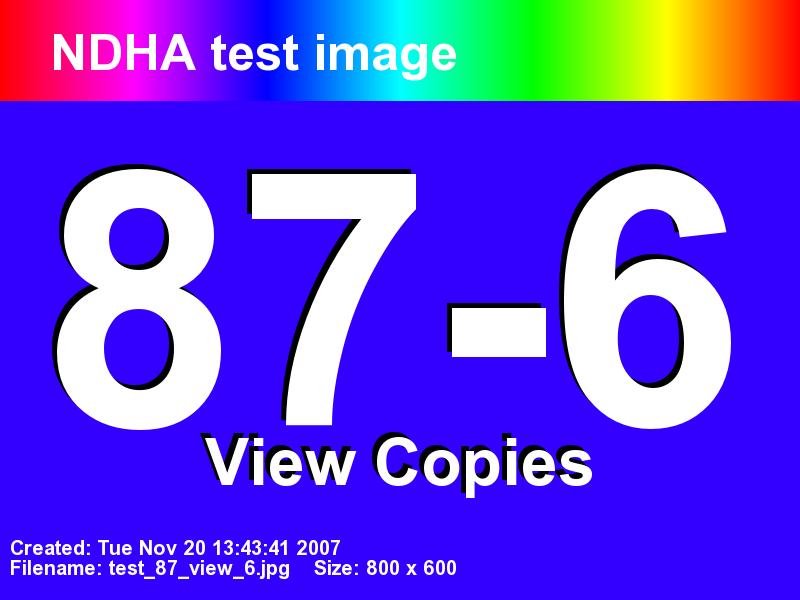 NDHA test image
87-6
View Copies
Created: Tue Nov 20 13:43:41 2007
Filename: test_87_view_6.jpg    Size: 800 x 600